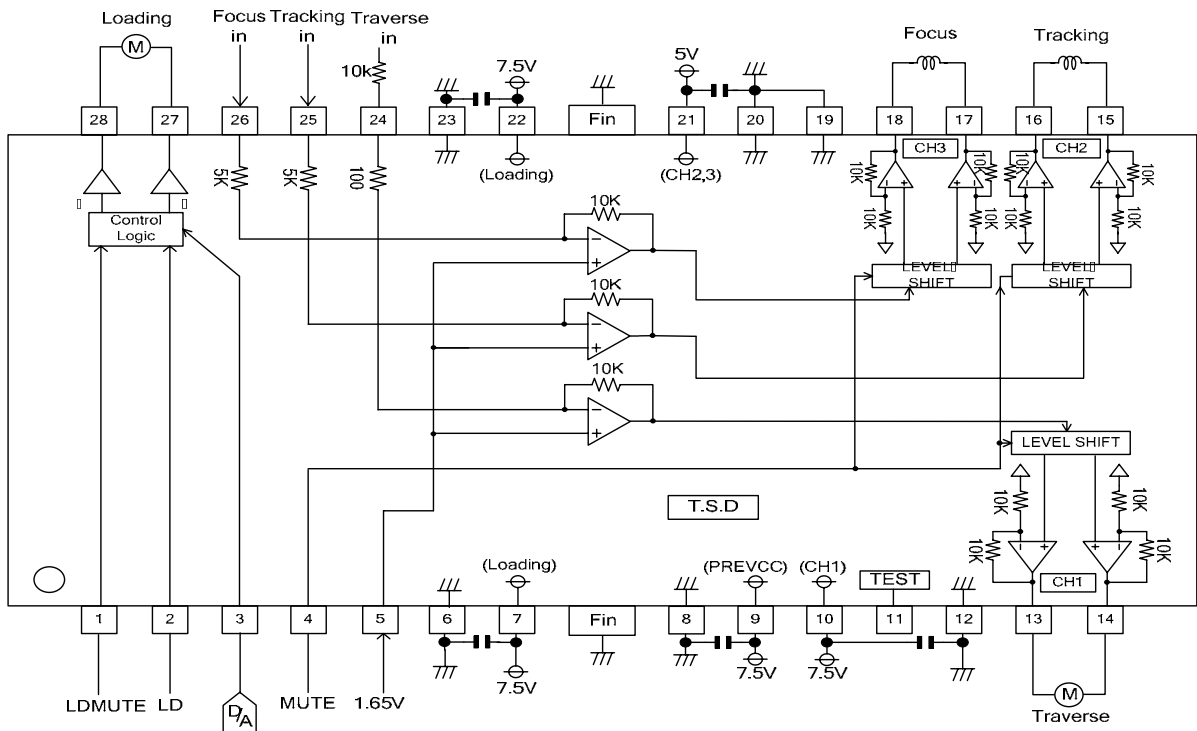 Loading
M
Focus in
Tracking in
Traverse in
10k
7.5V
5V
Focus
Tracking
28
27
26
25
24
23
22
Fin
21
20
19
18
17
16
15
(Loading)
(CH2,3)
CH3
CH2
5K
5K
100
10K
10K
10K
10K
10K
10K
10K
10K
Control
Logic
10K
LEVEL
SHIFT
LEVEL
SHIFT
10K
10K
LEVEL SHIFT
10K
10K
T.S.D
10K
10K
CH1
(Loading)
(PREVCC)
(CH1)
TEST
1
2
3
4
5
6
7
Fin
8
9
10
11
12
13
14
LDMUTE
LD
D/A
MUTE
1.65V
7.5V
7.5V
7.5V
M
Traverse